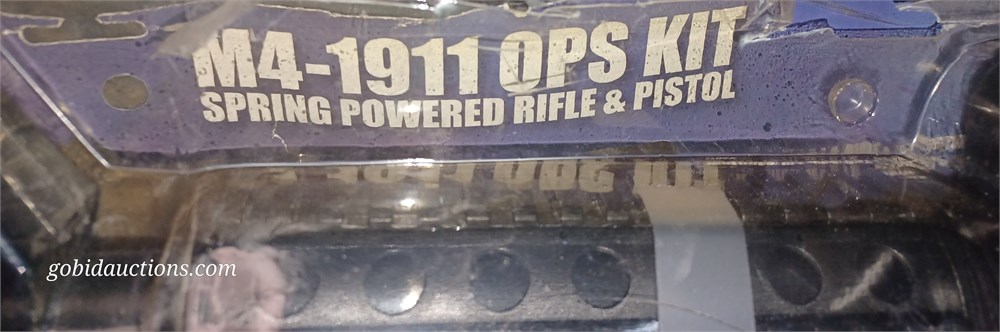 M4-1911 OPS KIT
SPRING POWERED RIFLE & PISTOL
gobidauctions.com